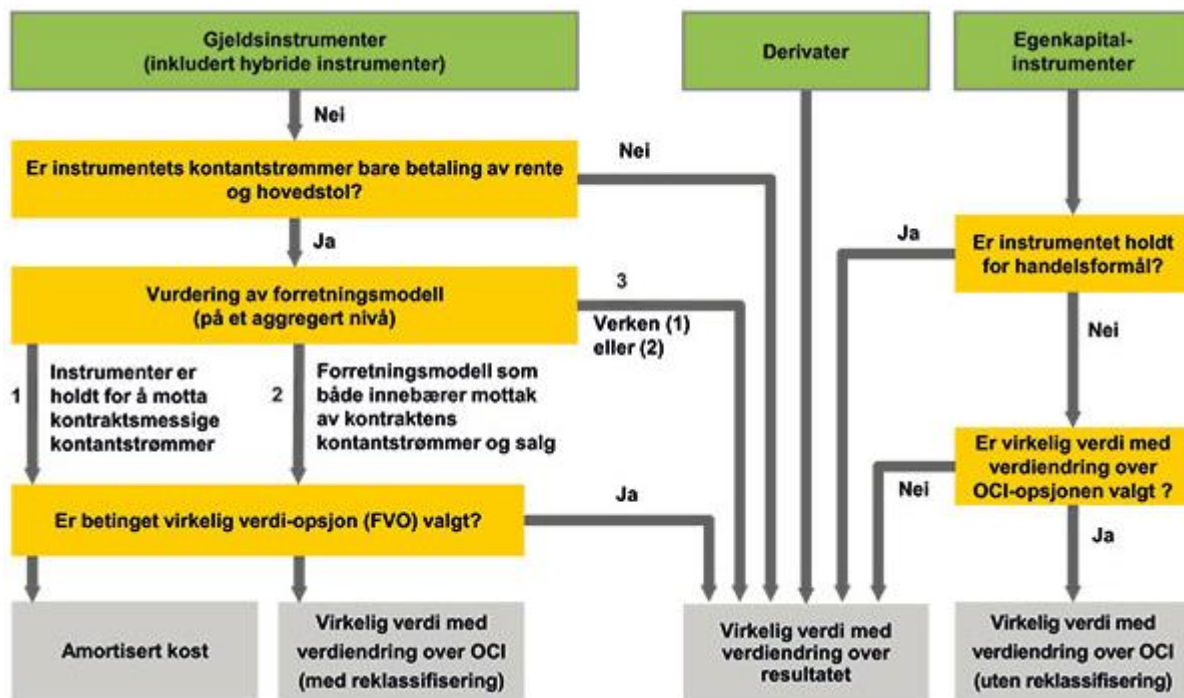 Gjeldsinstrumenter
(inkludert hybride instrumenter)
Derivater
Egenkapital-
instrumenter
Nei
Er instrumentets kontantstrømmer bare betaling av rente
og hovedstol?
Nei
Ja
Ja
Er instrumentet holdt
for handelsformål?
Vurdering av forretningsmodell
(på et aggregert nivå)
3
Verken (1)
eller (2)
Nei
1
Instrumenter er
holdt for å motta
kontraktsmessige
kontantstrømmer
2
Forretningsmodell som
både innebærer mottak
av kontraktens
kontantstrømmer og salg
Er virkelig verdi med
verdiendring over
OCI-opsjonen valgt ?
Nei
Er betinget virkelig verdi-opsjon (FVO) valgt?
Ja
Ja
Amortisert kost
Virkelig verdi med
verdiendring over OCI
(med reklassifisering)
Virkelig verdi med
verdiendring over
resultatet
Virkelig verdi med
verdiendring over OCI
(uten reklassifisering)